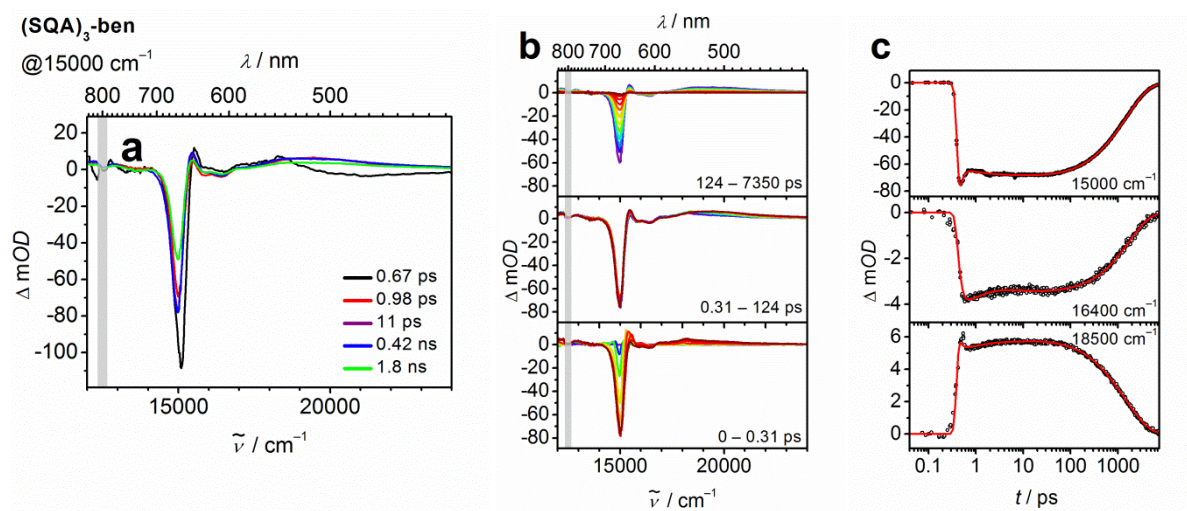 (SQA)₃-ben
@15000 cm⁻¹
λ / nm
800 700 600 500
a
20
0
-20
-40
-60
-80
-100
Δ mOD
0.67 ps
0.98 ps
11 ps
0.42 ns
1.8 ns
15000 20000
ṽ / cm⁻¹
b
λ / nm
800 700 600 500
0
-20
-40
-60
-80
124 – 7350 ps
0
-20
-40
-60
-80
Δ mOD
0.31 – 124 ps
0
-20
-40
-60
-80
0 – 0.31 ps
15000 20000
ṽ / cm⁻¹
c
0
-20
-40
-60
-80
15000 cm⁻¹
0
-2
-4
Δ mOD
16400 cm⁻¹
6
4
2
0
18500 cm⁻¹
0.1 1 10 100 1000
t / ps